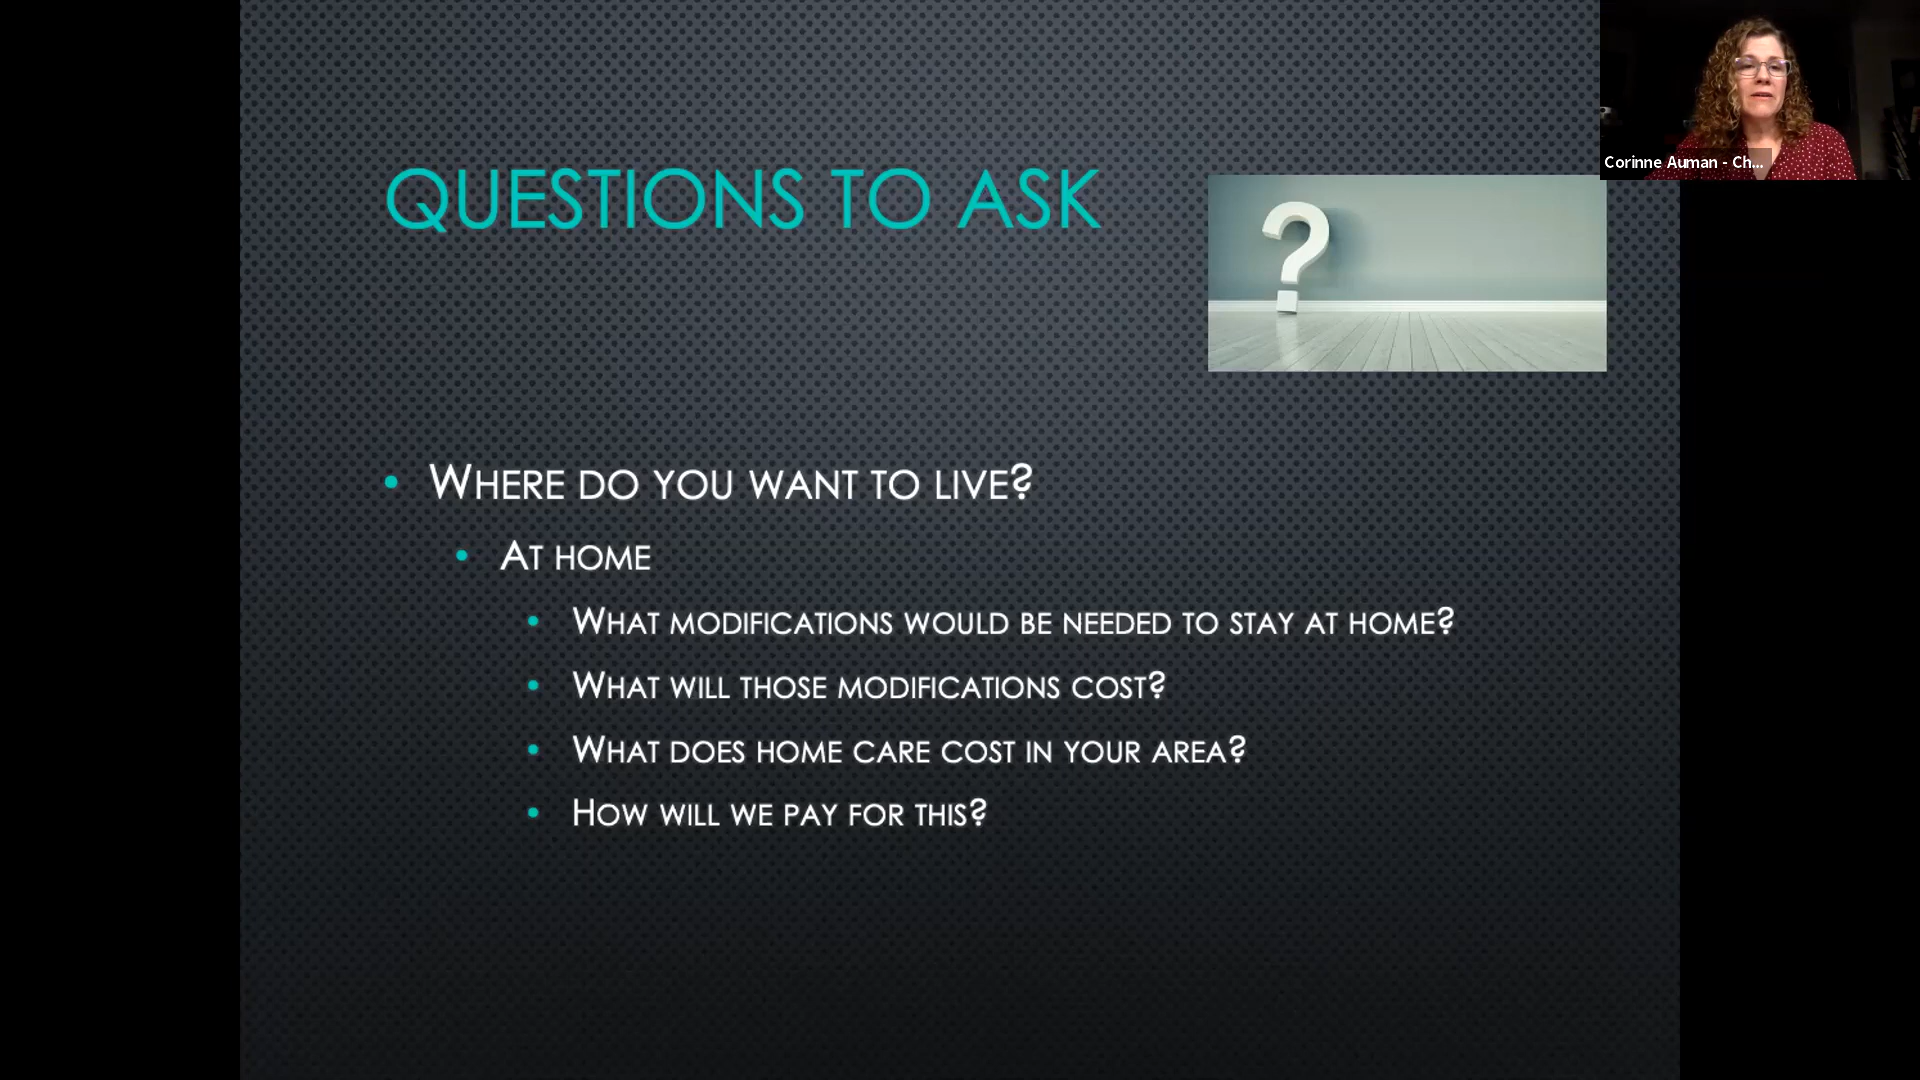 QUESTIONS TO ASK
Corinne Auman - Ch...
• WHERE DO YOU WANT TO LIVE?
• AT HOME
• WHAT MODIFICATIONS WOULD BE NEEDED TO STAY AT HOME?
• WHAT WILL THOSE MODIFICATIONS COST?
• WHAT DOES HOME CARE COST IN YOUR AREA?
• HOW WILL WE PAY FOR THIS?